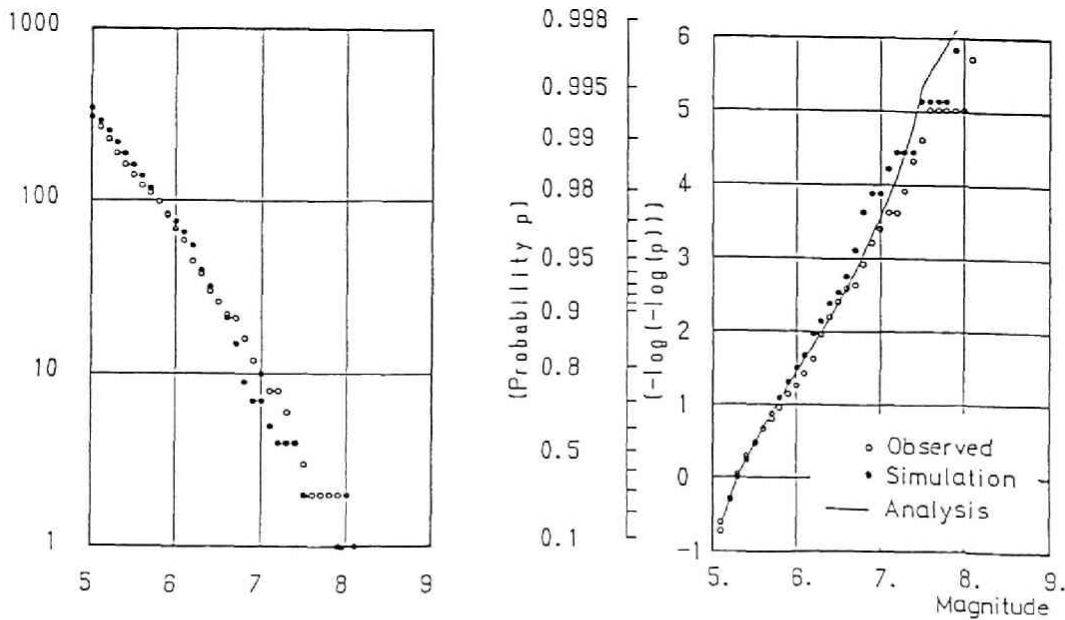 1000
100
10
1
5 6 7 8 9
(Probability p)
0.998
0.995
0.99
0.98
0.95
0.9
0.8
0.5
0.1
(-log(-log(p)))
6
5
4
3
2
1
0
-1
Observed
Simulation
Analysis
5. 6. 7. 8. 9.
Magnitude